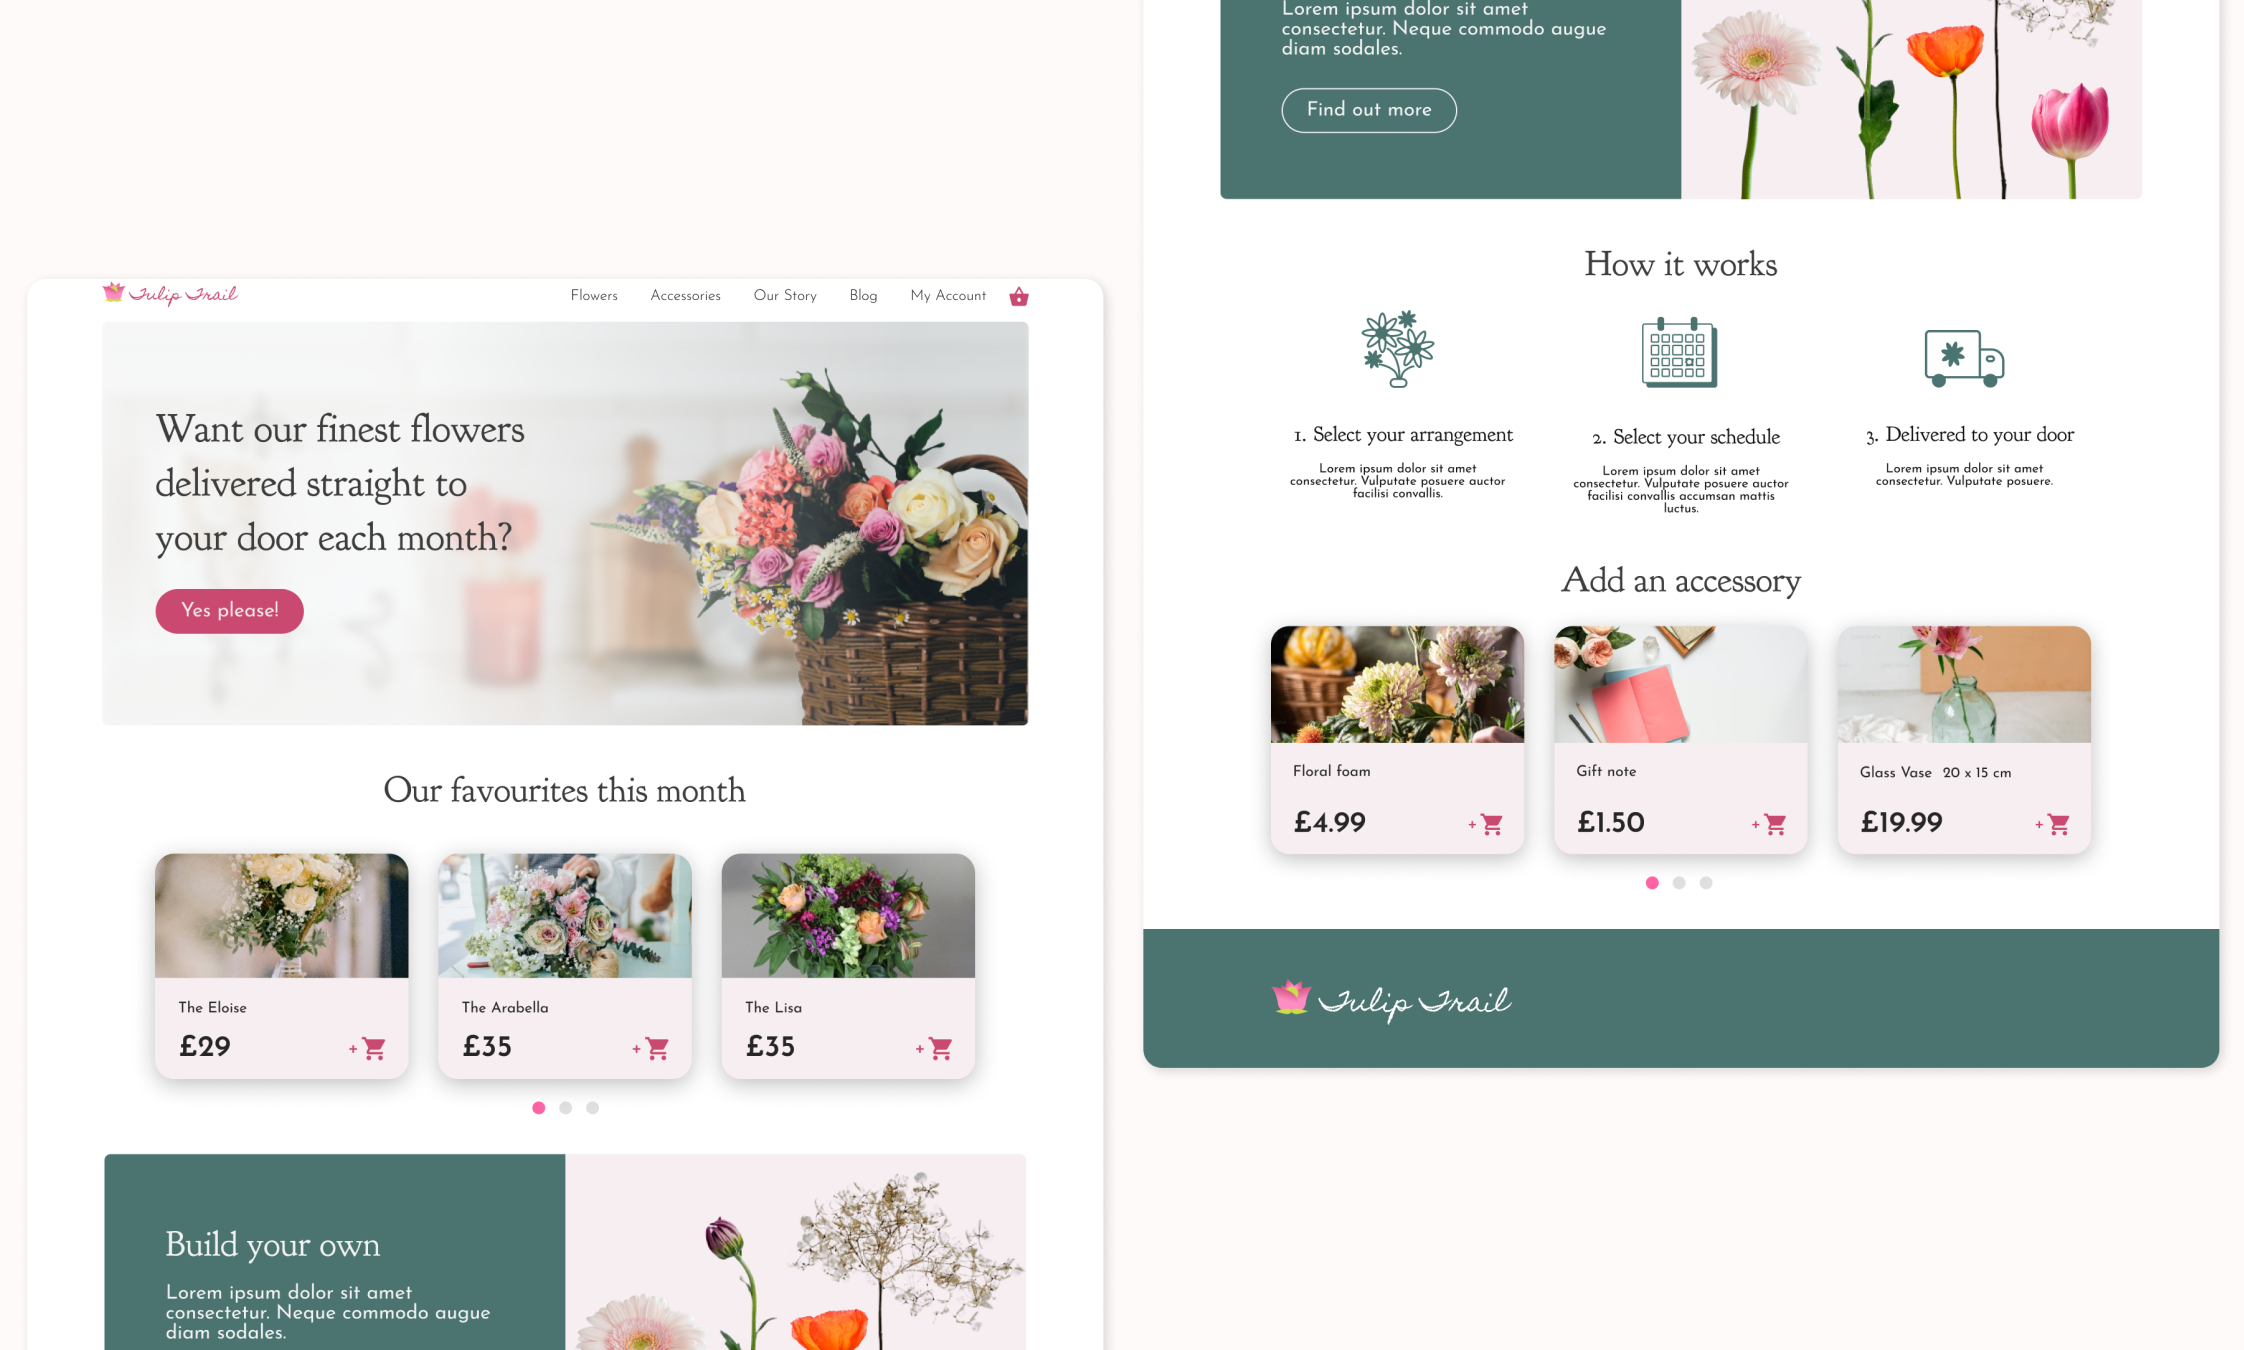 Tulip Trail
Flowers
Accessories
Our Story
Blog
My Account
Want our finest flowers
delivered straight to
your door each month?
Yes please!
Our favourites this month
The Eloise
£29
+
The Arabella
£35
+
The Lisa
£35
+
Build your own
Lorem ipsum dolor sit amet
consectetur. Neque commodo augue
diam sodales.
Lorem ipsum dolor sit amet
consectetur. Neque commodo augue
diam sodales.
Find out more
How it works
1. Select your arrangement
Lorem ipsum dolor sit amet
consectetur. Vulputate posuere auctor
facilisi convallis.
2. Select your schedule
Lorem ipsum dolor sit amet
consectetur. Vulputate posuere auctor
facilisi convallis accumsan mattis
luctus.
3. Delivered to your door
Lorem ipsum dolor sit amet
consectetur. Vulputate posuere.
Add an accessory
Floral foam
£4.99
+
Gift note
£1.50
+
Glass Vase 20 x 15 cm
£19.99
+
Tulip Trail